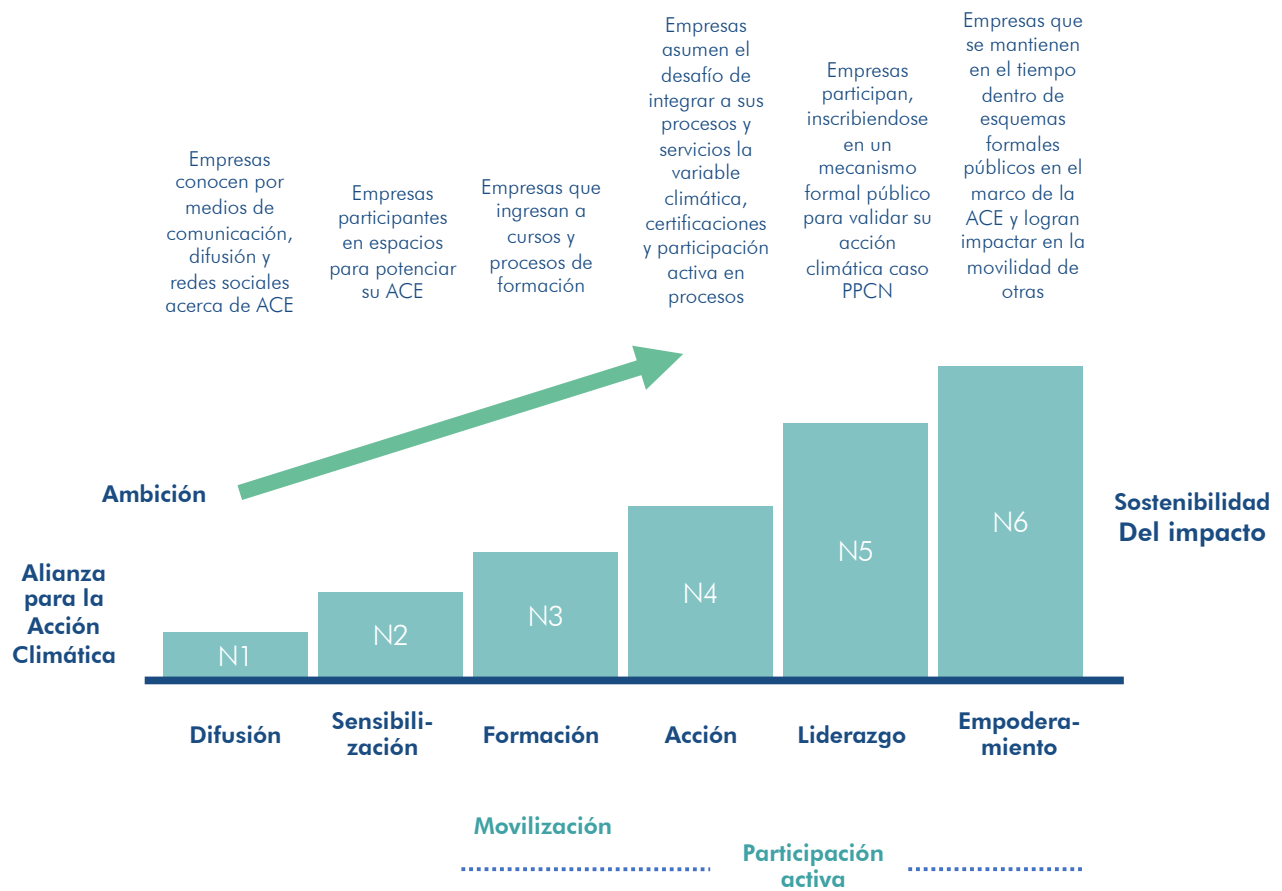 Empresas
conocen por
medios de
comunicación,
difusión y
redes sociales
acerca de ACE
Empresas
participantes
en espacios
para potenciar
su ACE
Empresas que
ingresan a
cursos y
procesos de
formación
Empresas
asumen el
desafío de
integrar a sus
procesos y
servicios la
variable
climática,
certificaciones
y participación
activa en
procesos
Empresas
participan,
inscribiendose
en un
mecanismo
formal público
para validar su
acción
climática caso
PPCN
Empresas que
se mantienen
en el tiempo
dentro de
esquemas
formales
públicos en el
marco de la
ACE y logran
impactar en la
movilidad de
otras
Ambición
Alianza
para la
Acción
Climática
N1
N2
N3
N4
N5
N6
Sostenibilidad
Del impacto
Difusión
Sensibili-
zación
Formación
Acción
Liderazgo
Empodera-
miento
Movilización
Participación
activa